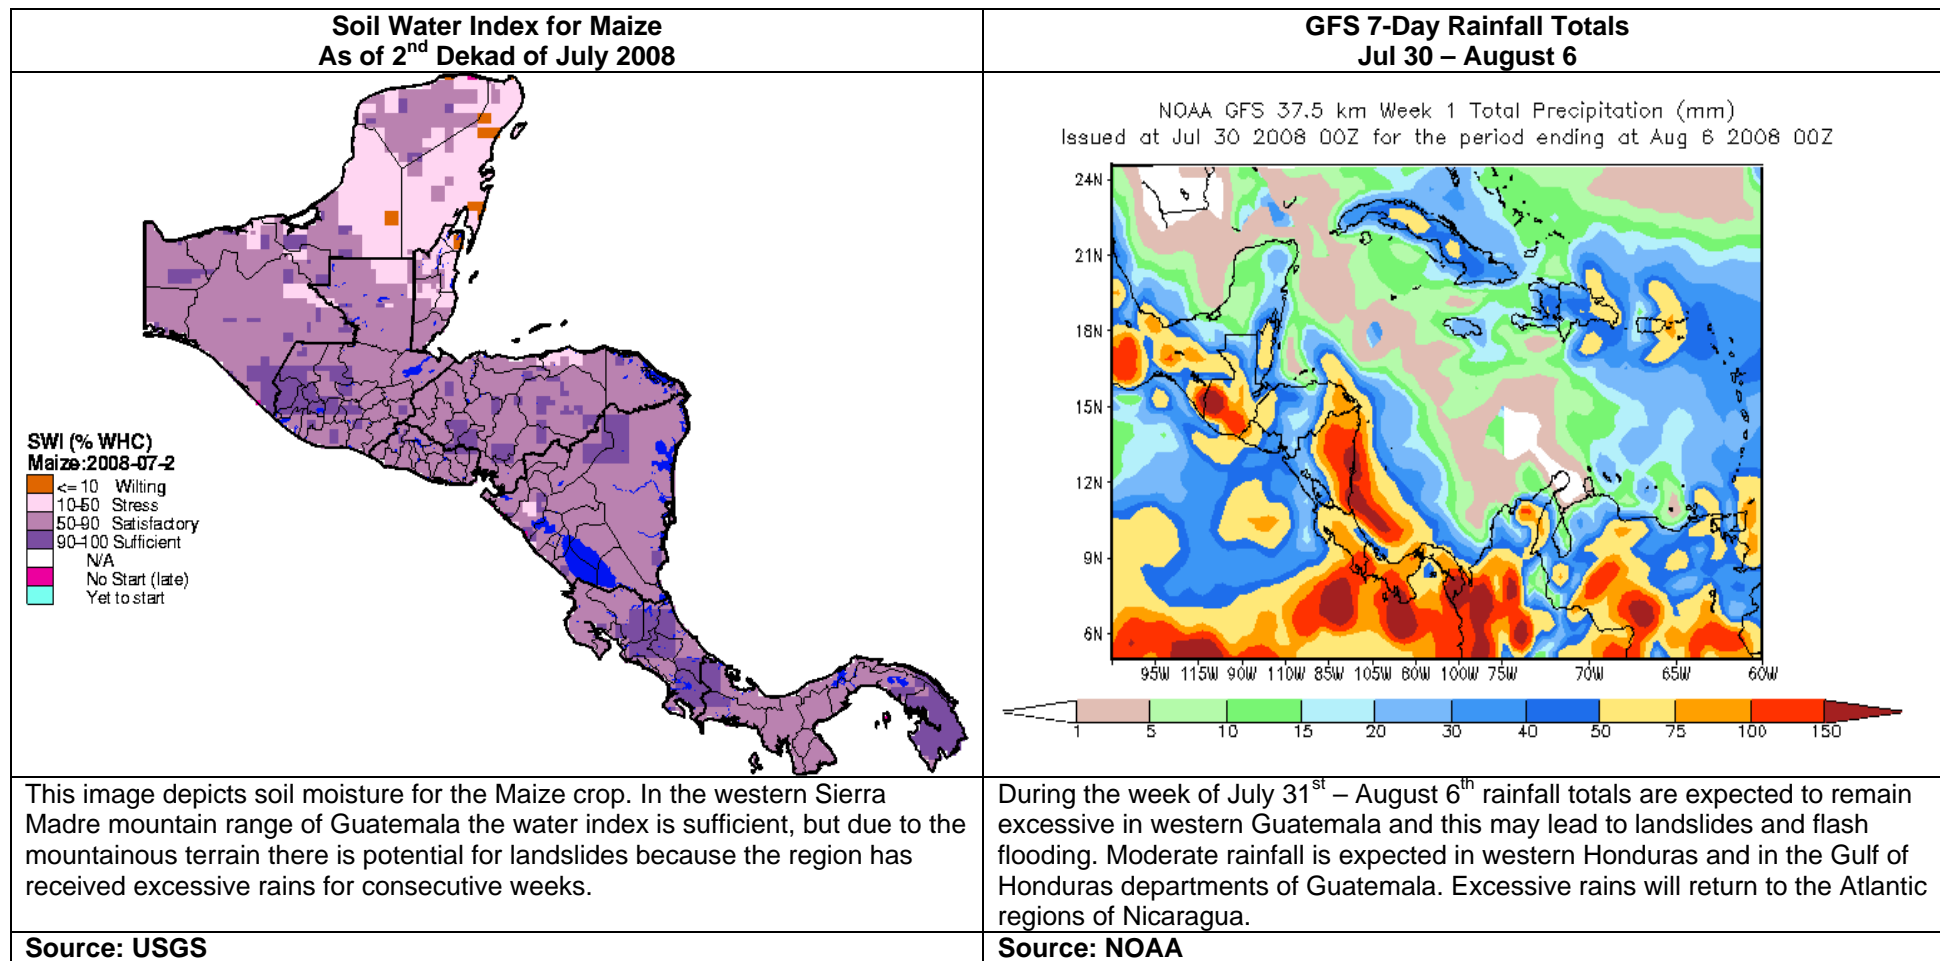 Soil Water Index for Maize
As of 2nd Dekad of July 2008
GFS 7-Day Rainfall Totals
Jul 30 – August 6
SWI (% WHC)
Maize:2008-07-2
<= 10 Wilting
10-50 Stress
50-90 Satisfactory
90-100 Sufficient
N/A
No Start (late)
Yet to start
NOAA GFS 37.5 km Week 1 Total Precipitation (mm)
Issued at Jul 30 2008 00Z for the period ending at Aug 6 2008 00Z
24N
21N
18N
15N
12N
9N
6N
95W 115W 90W 110W 85W 105W 80W 100W 75W 70W 65W 60W
1 5 10 15 20 30 40 50 75 100 150
This image depicts soil moisture for the Maize crop. In the western Sierra
Madre mountain range of Guatemala the water index is sufficient, but due to the
mountainous terrain there is potential for landslides because the region has
received excessive rains for consecutive weeks.
During the week of July 31st – August 6th rainfall totals are expected to remain
excessive in western Guatemala and this may lead to landslides and flash
flooding. Moderate rainfall is expected in western Honduras and in the Gulf of
Honduras departments of Guatemala. Excessive rains will return to the Atlantic
regions of Nicaragua.
Source: USGS
Source: NOAA